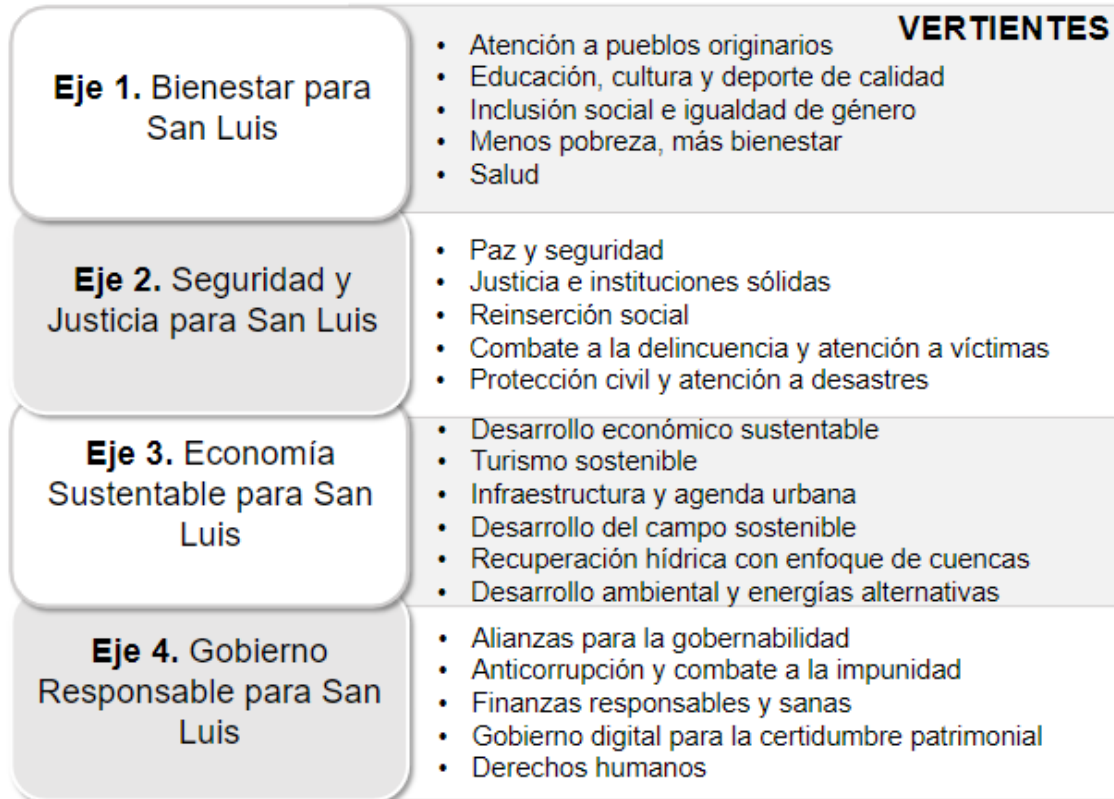 VERTIENTES
Eje 1. Bienestar para
San Luis
• Atención a pueblos originarios
• Educación, cultura y deporte de calidad
• Inclusión social e igualdad de género
• Menos pobreza, más bienestar
• Salud
Eje 2. Seguridad y
Justicia para San Luis
• Paz y seguridad
• Justicia e instituciones sólidas
• Reinserción social
• Combate a la delincuencia y atención a víctimas
• Protección civil y atención a desastres
Eje 3. Economía
Sustentable para San
Luis
• Desarrollo económico sustentable
• Turismo sostenible
• Infraestructura y agenda urbana
• Desarrollo del campo sostenible
• Recuperación hídrica con enfoque de cuencas
• Desarrollo ambiental y energías alternativas
Eje 4. Gobierno
Responsable para San
Luis
• Alianzas para la gobernabilidad
• Anticorrupción y combate a la impunidad
• Finanzas responsables y sanas
• Gobierno digital para la certidumbre patrimonial
• Derechos humanos